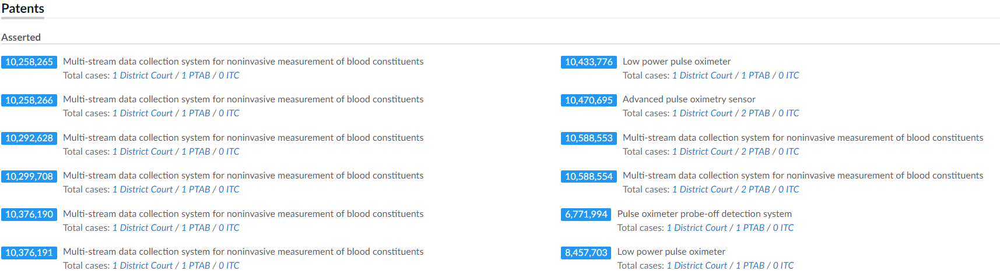 Patents
Asserted
10,258,265 Multi-stream data collection system for noninvasive measurement of blood constituents
Total cases: 1 District Court / 1 PTAB / 0 ITC
10,258,266 Multi-stream data collection system for noninvasive measurement of blood constituents
Total cases: 1 District Court / 1 PTAB / 0 ITC
10,292,628 Multi-stream data collection system for noninvasive measurement of blood constituents
Total cases: 1 District Court / 1 PTAB / 0 ITC
10,299,708 Multi-stream data collection system for noninvasive measurement of blood constituents
Total cases: 1 District Court / 1 PTAB / 0 ITC
10,376,190 Multi-stream data collection system for noninvasive measurement of blood constituents
Total cases: 1 District Court / 1 PTAB / 0 ITC
10,376,191 Multi-stream data collection system for noninvasive measurement of blood constituents
Total cases: 1 District Court / 1 PTAB / 0 ITC
10,433,776 Low power pulse oximeter
Total cases: 1 District Court / 1 PTAB / 0 ITC
10,470,695 Advanced pulse oximetry sensor
Total cases: 1 District Court / 2 PTAB / 0 ITC
10,588,553 Multi-stream data collection system for noninvasive measurement of blood constituents
Total cases: 1 District Court / 2 PTAB / 0 ITC
10,588,554 Multi-stream data collection system for noninvasive measurement of blood constituents
Total cases: 1 District Court / 2 PTAB / 0 ITC
6,771,994 Pulse oximeter probe-off detection system
Total cases: 1 District Court / 1 PTAB / 0 ITC
8,457,703 Low power pulse oximeter
Total cases: 1 District Court / 1 PTAB / 0 ITC